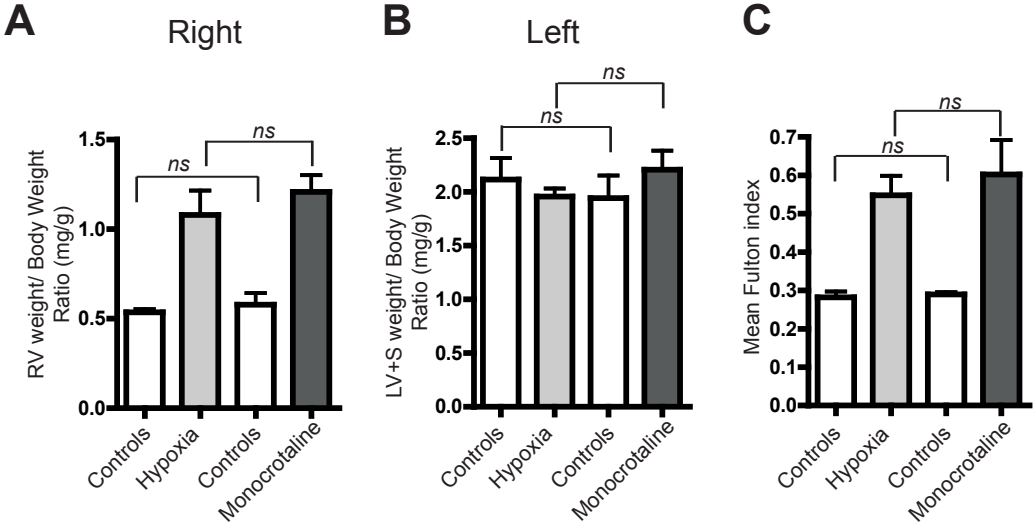 A
Right
RV weight/ Body Weight
Ratio (mg/g)
1.5
1.0
0.5
0.0
ns
ns
Controls
Hypoxia
Controls
Monocrotaline
B
Left
LV+S weight/ Body Weight
Ratio (mg/g)
2.5
2.0
1.5
1.0
0.5
0.0
ns
ns
Controls
Hypoxia
Controls
Monocrotaline
C
Mean Fulton index
0.7
0.6
0.5
0.4
0.3
0.2
0.1
0.0
ns
ns
Controls
Hypoxia
Controls
Monocrotaline